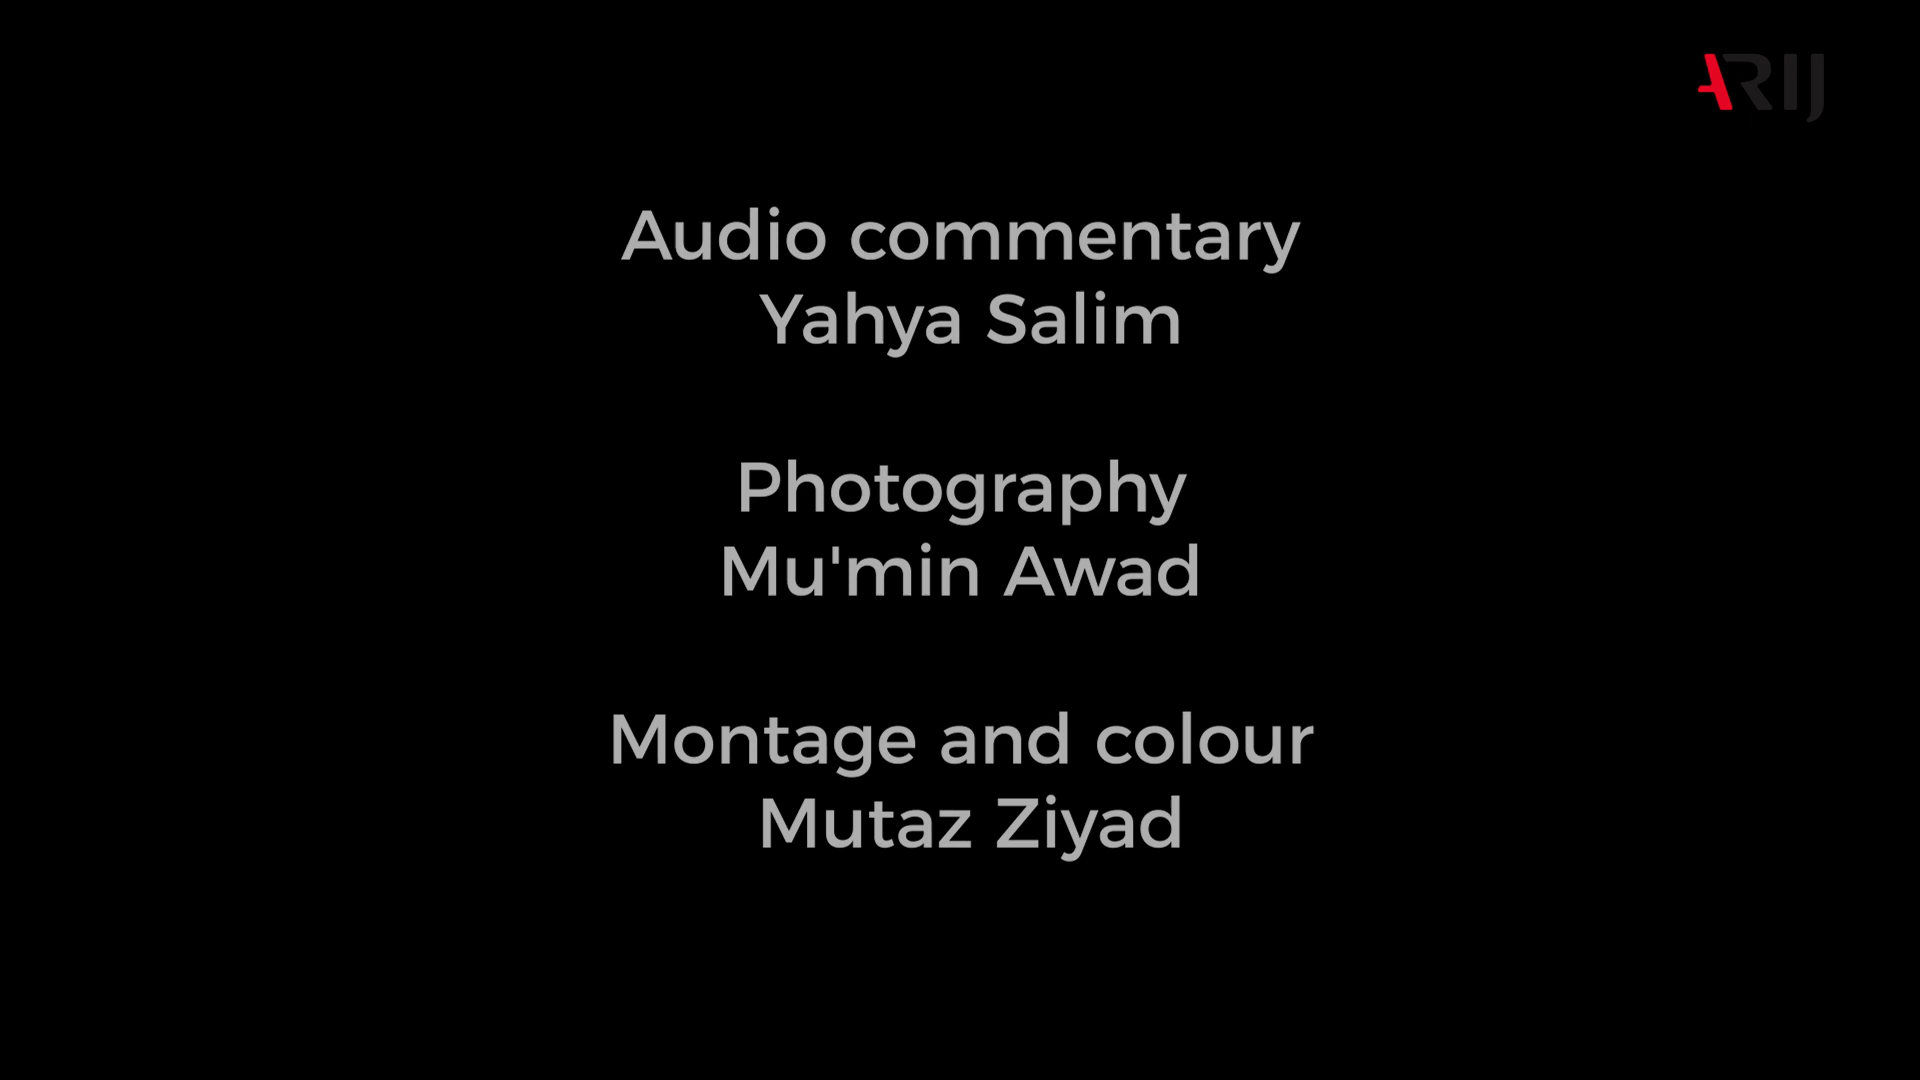 ARIJ
Audio commentary
Yahya Salim
Photography
Mu'min Awad
Montage and colour
Mutaz Ziyad